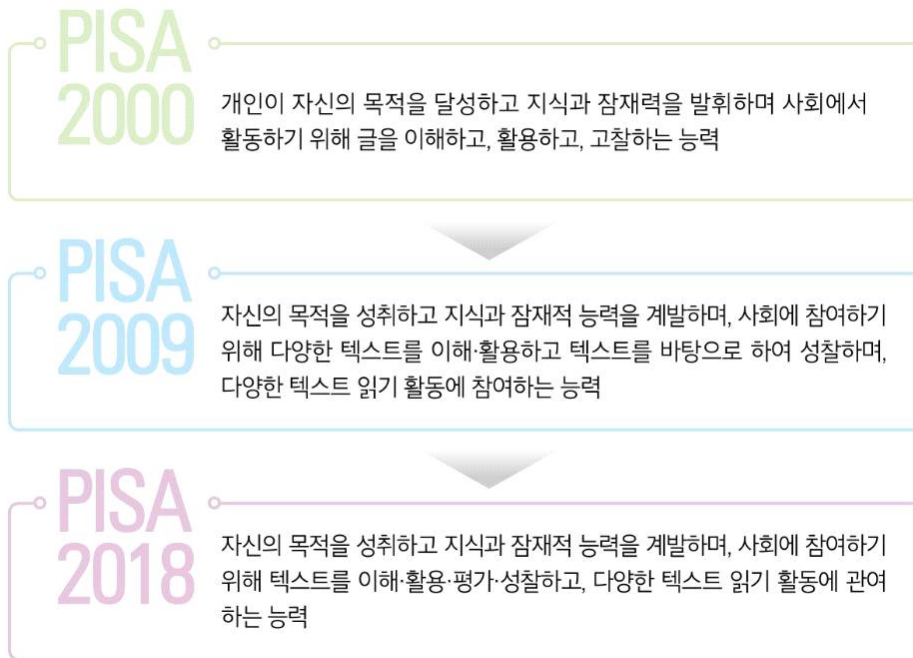 PISA
2000
개인이 자신의 목적을 달성하고 지식과 잠재력을 발휘하며 사회에서
활동하기 위해 글을 이해하고, 활용하고, 고찰하는 능력
PISA
2009
자신의 목적을 성취하고 지식과 잠재적 능력을 계발하며, 사회에 참여하기
위해 다양한 텍스트를 이해·활용하고 텍스트를 바탕으로 하여 성찰하며,
다양한 텍스트 읽기 활동에 참여하는 능력
PISA
2018
자신의 목적을 성취하고 지식과 잠재적 능력을 계발하며, 사회에 참여하기
위해 텍스트를 이해·활용·평가·성찰하고, 다양한 텍스트 읽기 활동에 관여
하는 능력